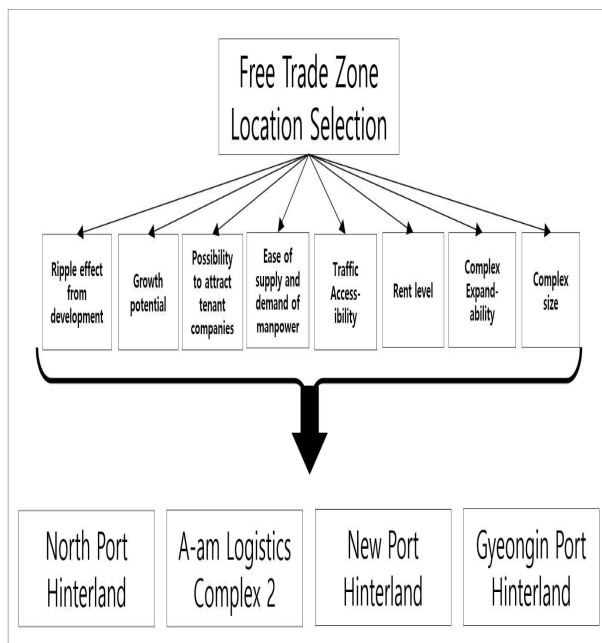 Free Trade Zone
Location Selection
Ripple effect
from
development
Growth
potential
Possibility
to attract
tenant
companies
Ease of
supply and
demand of
manpower
Traffic
Access-
ibility
Rent level
Complex
Expand-
ability
Complex
size
North Port
Hinterland
A-am Logistics
Complex 2
New Port
Hinterland
Gyeongin Port
Hinterland